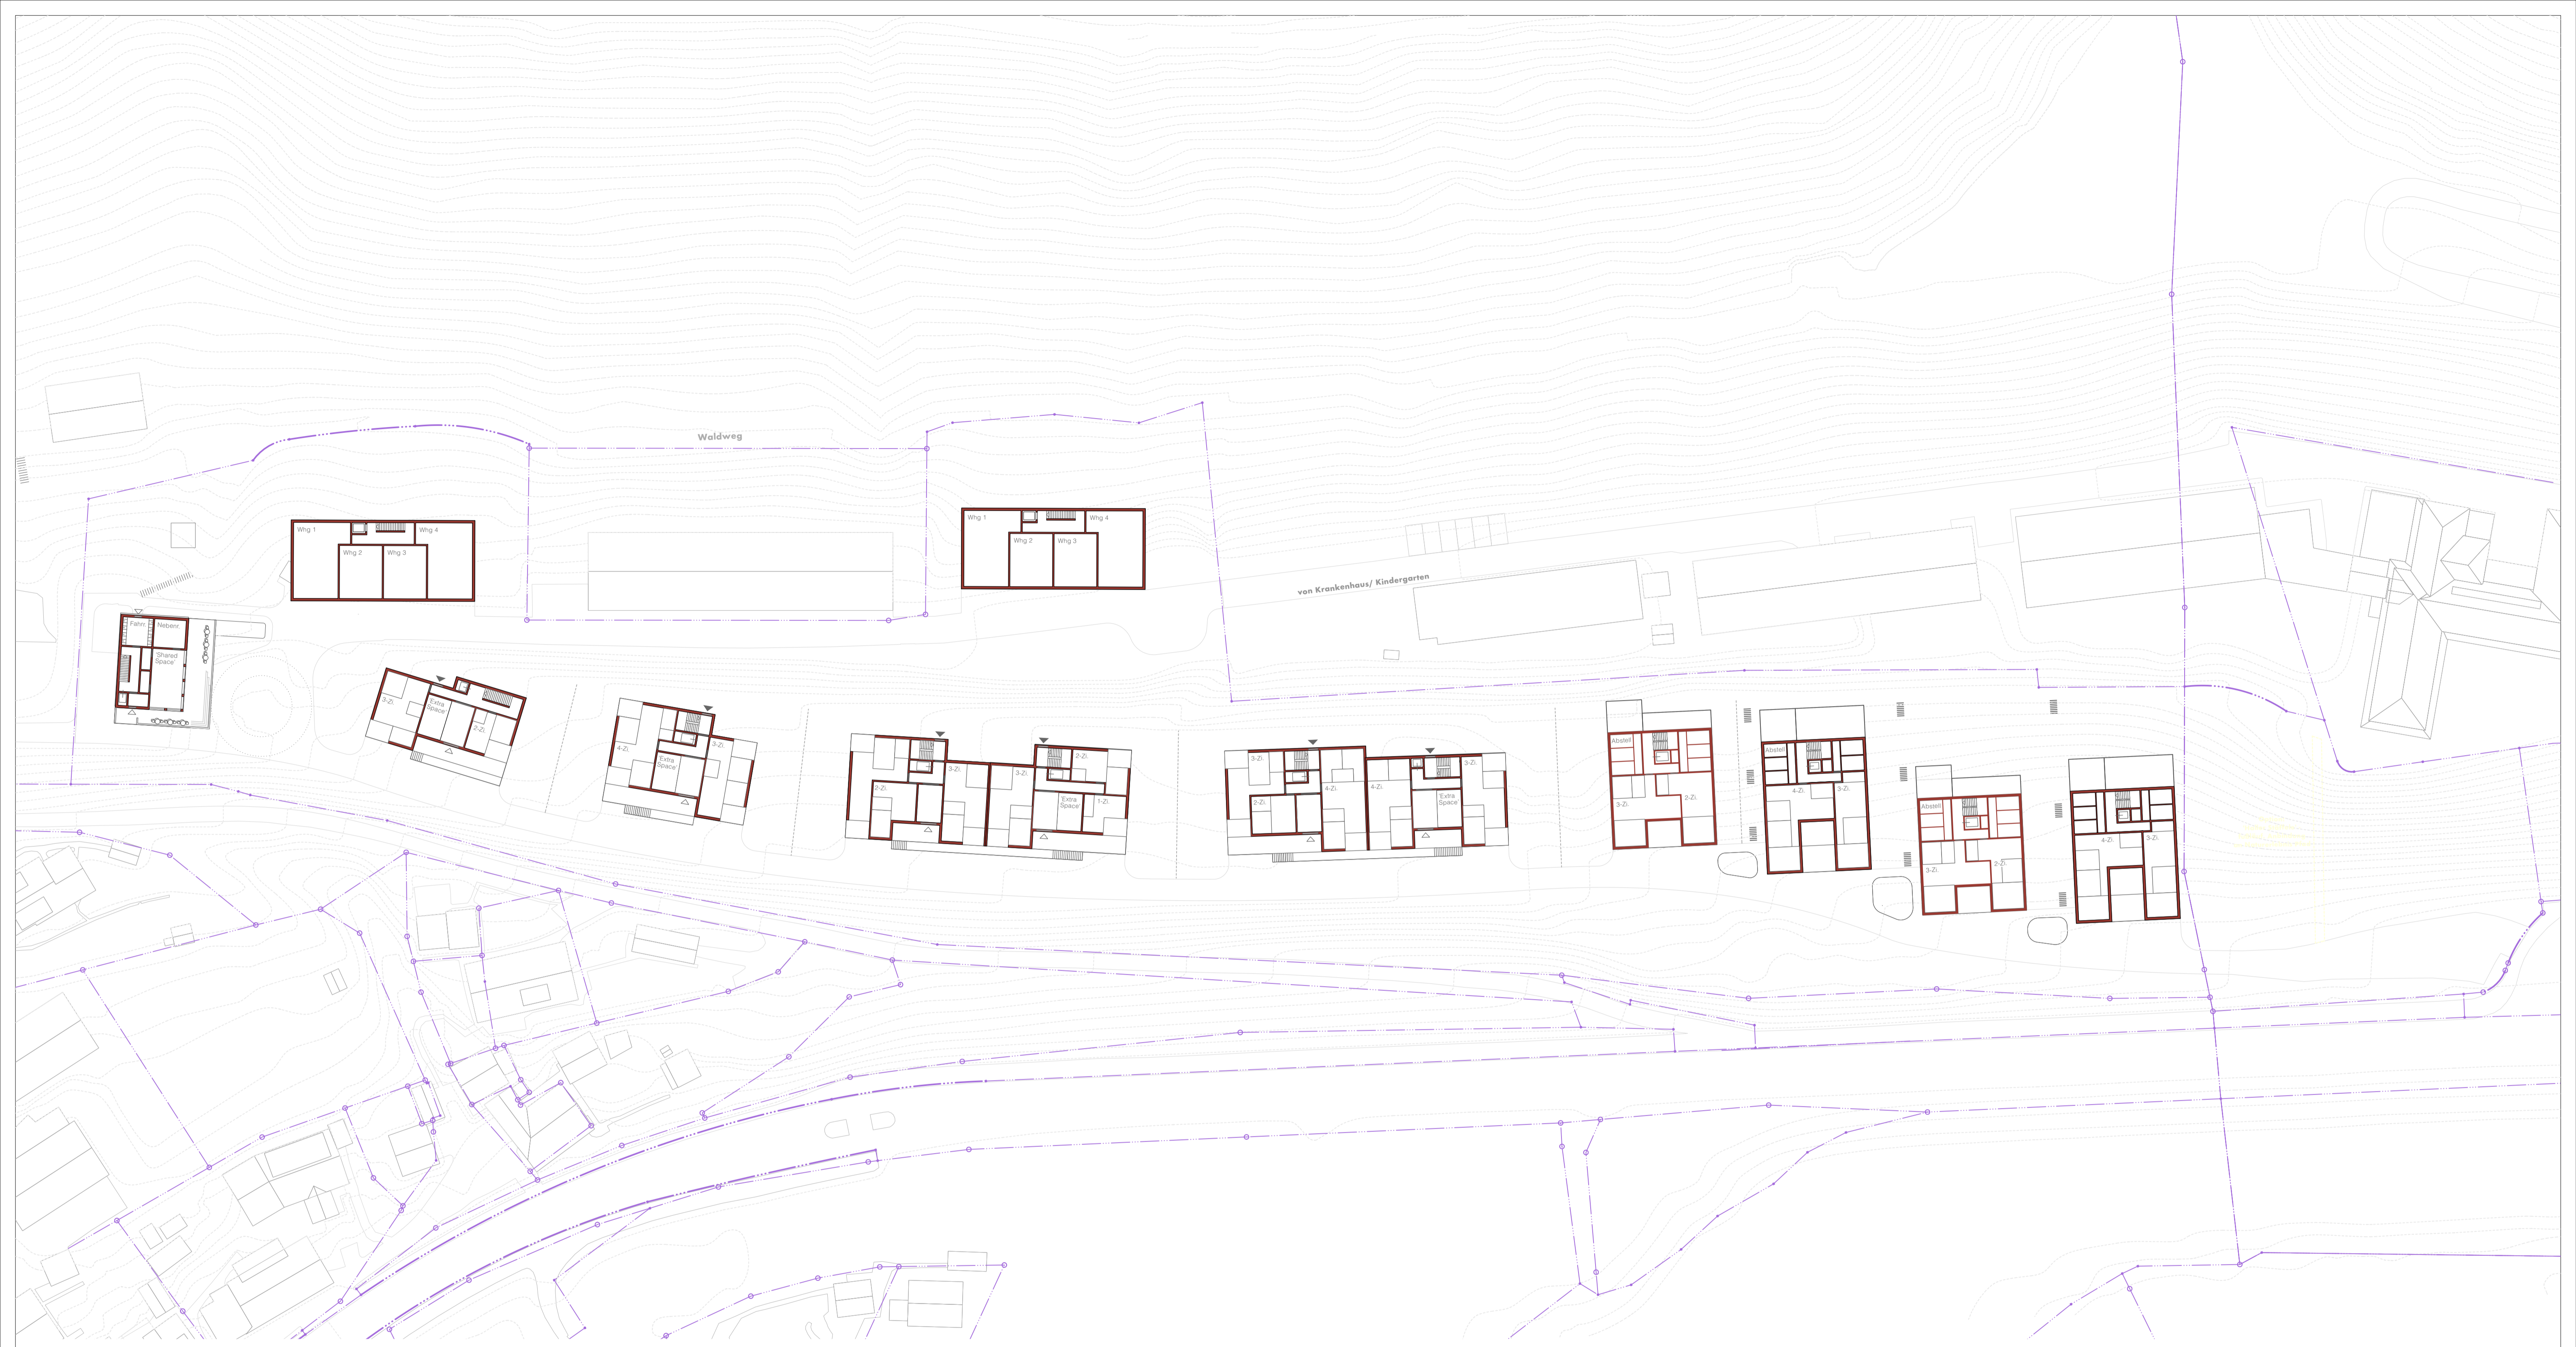 Waldweg
Whg 1
Whg 4
Whg 2
Whg 3
Whg 1
Whg 4
Whg 2
Whg 3
von Krankenhaus/ Kindergarten
Fahrr.
Nebenr.
'Shared
Space'
3-Zi.
'Extra
Space'
2-Zi.
4-Zi.
'Extra
Space'
3-Zi.
2-Zi.
3-Zi.
3-Zi.
2-Zi.
'Extra
Space'
1-Zi.
3-Zi.
2-Zi.
4-Zi.
4-Zi.
'Extra
Space'
3-Zi.
Abstell
3-Zi.
2-Zi.
Abstell
4-Zi.
3-Zi.
Abstell
3-Zi.
2-Zi.
4-Zi.
3-Zi.